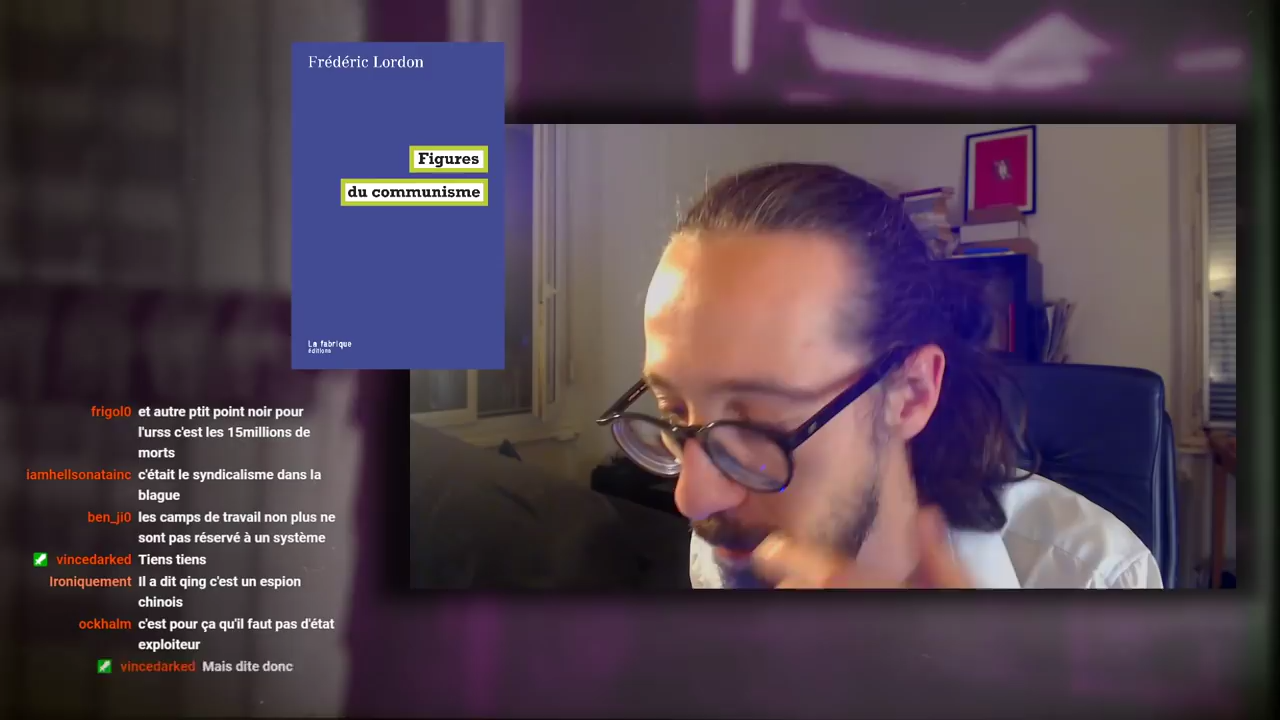 Frédéric Lordon
Figures
du communisme
La fabrique
éditions
frigol0 et autre ptit point noir pour
l'urss c'est les 15millions de
morts
iamhellsonatainc c'était le syndicalisme dans la
blague
ben_ji0 les camps de travail non plus ne
sont pas réservé à un système
vincedarked Tiens tiens
Ironiquement Il a dit qing c'est un espion
chinois
ockhalm c'est pour ça qu'il faut pas d'état
exploiteur
vincedarked Mais dite donc